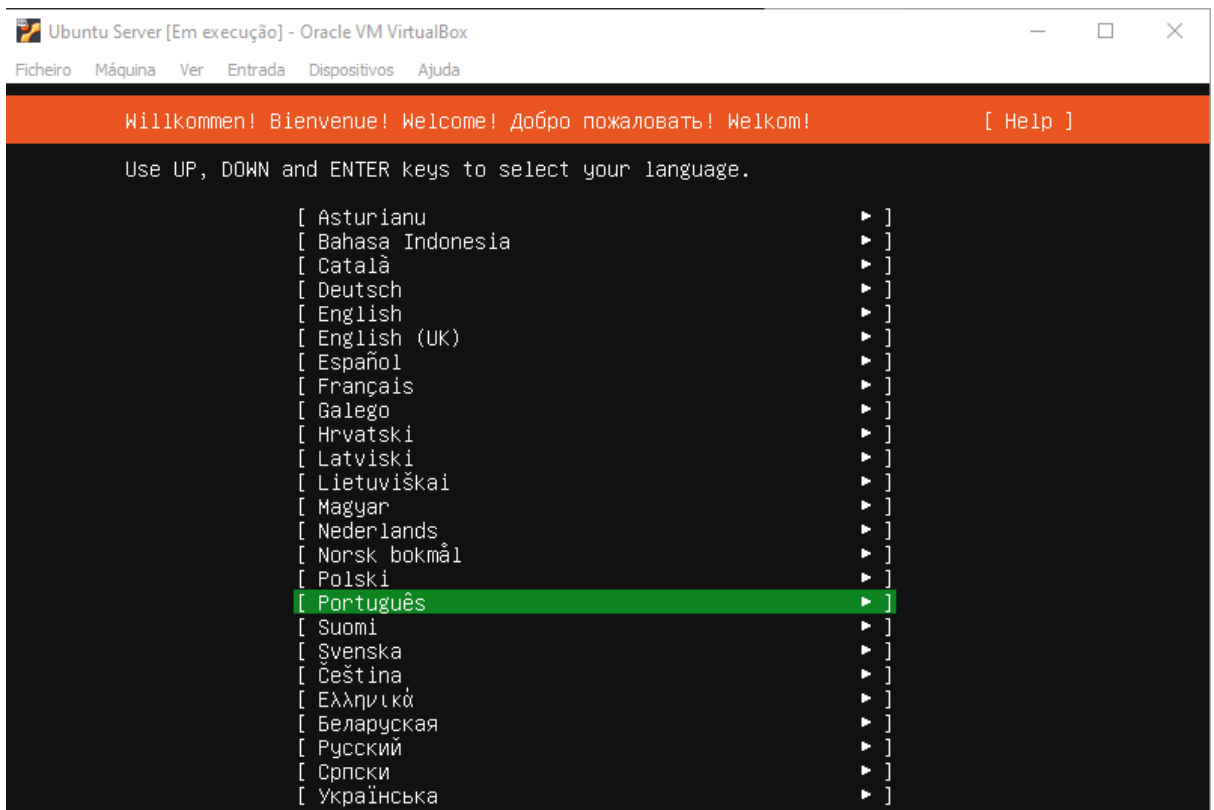 Ubuntu Server [Em execução] - Oracle VM VirtualBox
Ficheiro Máquina Ver Entrada Dispositivos Ajuda
Willkommen! Bienvenue! Welcome! Добро пожаловать! Welkom! [ Help ]
Use UP, DOWN and ENTER keys to select your language.
[ Asturianu ▸ ]
[ Bahasa Indonesia ▸ ]
[ Català ▸ ]
[ Deutsch ▸ ]
[ English ▸ ]
[ English (UK) ▸ ]
[ Español ▸ ]
[ Français ▸ ]
[ Galego ▸ ]
[ Hrvatski ▸ ]
[ Latviski ▸ ]
[ Lietuviškai ▸ ]
[ Magyar ▸ ]
[ Nederlands ▸ ]
[ Norsk bokmål ▸ ]
[ Polski ▸ ]
[ Português ▸ ]
[ Suomi ▸ ]
[ Svenska ▸ ]
[ Čeština ▸ ]
[ Ελληνικά ▸ ]
[ Беларуская ▸ ]
[ Русский ▸ ]
[ Српски ▸ ]
[ Українська ▸ ]